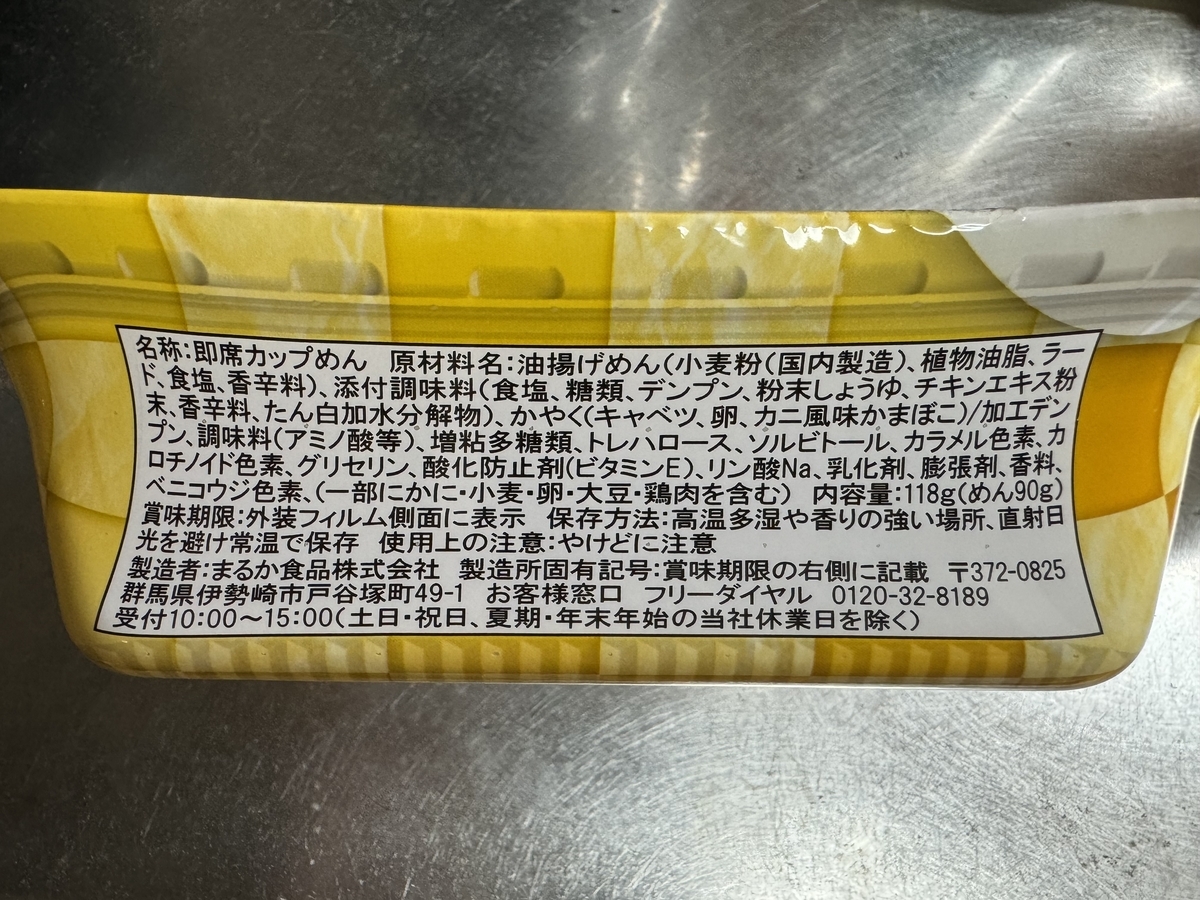 名称:即席カップめん 原材料名:油揚げめん(小麦粉(国内製造)、植物油脂、ラー
ド、食塩、香辛料)、添付調味料(食塩、糖類、デンプン、粉末しょうゆ、チキンエキス粉
末、香辛料、たん白加水分解物)、かやく(キャベツ、卵、カニ風味かまぼこ)/加工デン
プン、調味料(アミノ酸等)、増粘多糖類、トレハロース、ソルビトール、カラメル色素、カ
ロチノイド色素、グリセリン、酸化防止剤(ビタミンE)、リン酸Na、乳化剤、膨張剤、香料、
ベニコウジ色素、(一部にかに・小麦・卵・大豆・鶏肉を含む) 内容量:118g(めん90g)
賞味期限:外装フィルム側面に表示 保存方法:高温多湿や香りの強い場所、直射日
光を避け常温で保存 使用上の注意:やけどに注意
製造者:まるか食品株式会社 製造所固有記号:賞味期限の右側に記載 〒372-0825
群馬県伊勢崎市戸谷塚町49-1 お客様窓口 フリーダイヤル 0120-32-8189
受付10:00〜15:00(土日・祝日、夏期・年末年始の当社休業日を除く)